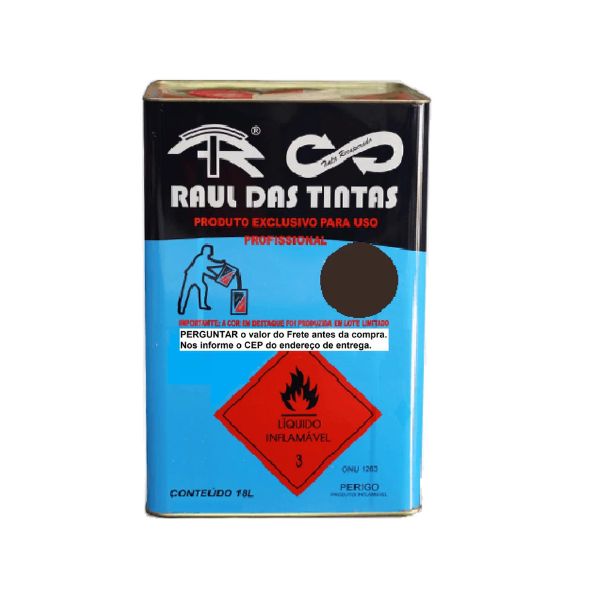 ®
Tinta Recuperada
RAUL DAS TINTAS
PRODUTO EXCLUSIVO PARA USO
PROFISSIONAL
IMPORTANTE: A COR EM DESTAQUE FOI PRODUZIDA EM LOTE LIMITADO
PERGUNTAR o valor do Frete antes da compra.
Nos informe o CEP do endereço de entrega.
LÍQUIDO
INFLAMÁVEL
3
ONU 1263
CONTEÚDO 18L
PERIGO
PRODUTO INFLAMÁVEL